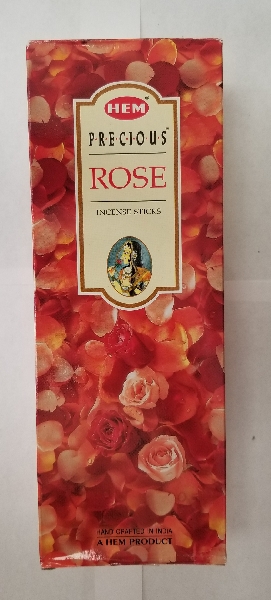 HEM
PRECIOUS
ROSE
INCENSE STICKS
HAND CRAFTED IN INDIA
A HEM PRODUCT